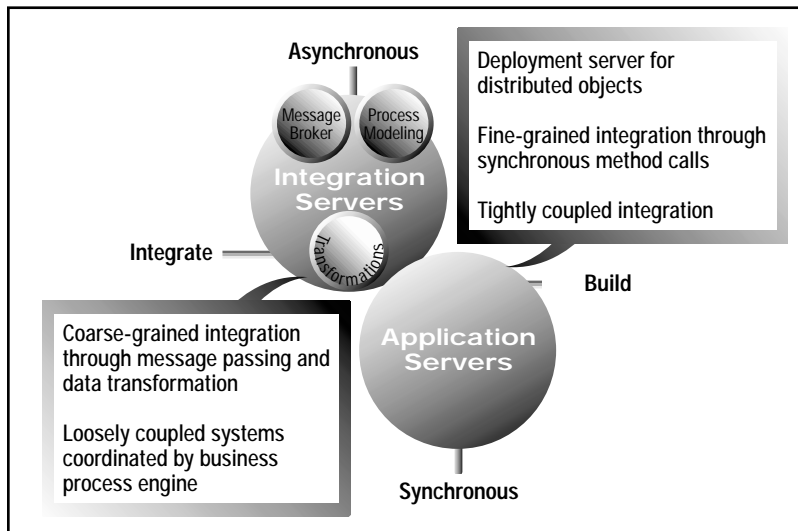 Asynchronous
Message
Broker
Process
Modeling
Integration
Servers
Transformations
Integrate
Deployment server for
distributed objects
Fine-grained integration through
synchronous method calls
Tightly coupled integration
Build
Application
Servers
Coarse-grained integration
through message passing and
data transformation
Loosely coupled systems
coordinated by business
process engine
Synchronous